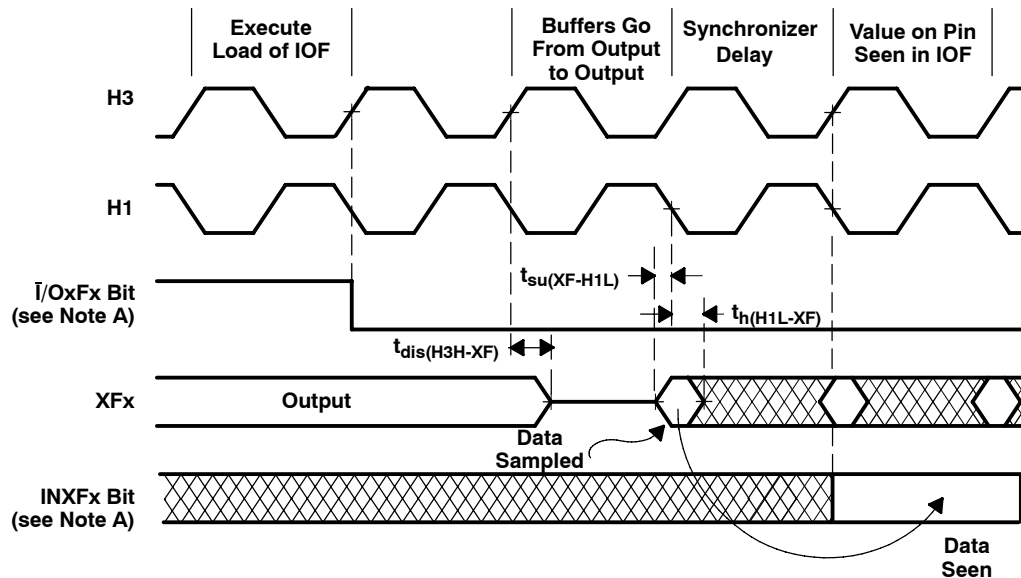 Execute
Load of IOF
Buffers Go
From Output
to Output
Synchronizer
Delay
Value on Pin
Seen in IOF
H3
H1
Ī/OxFx Bit
(see Note A)
tsu(XF-H1L)
th(H1L-XF)
tdis(H3H-XF)
XFx
Output
Data
Sampled
INXFx Bit
(see Note A)
Data
Seen